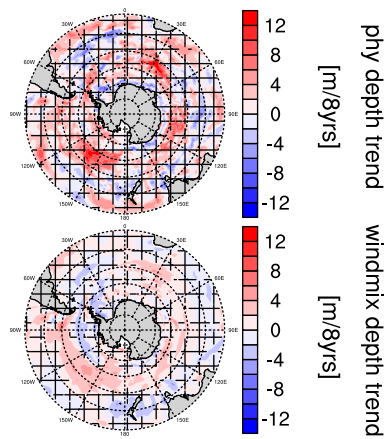 0
30W
30E
60W
60E
90W
90E
120W
120E
150W
150E
180
12
8
4
0
-4
-8
-12
phy depth trend
[m/8yrs]
0
30W
30E
60W
60E
90W
90E
120W
120E
150W
150E
180
12
8
4
0
-4
-8
-12
windmix depth trend
[m/8yrs]